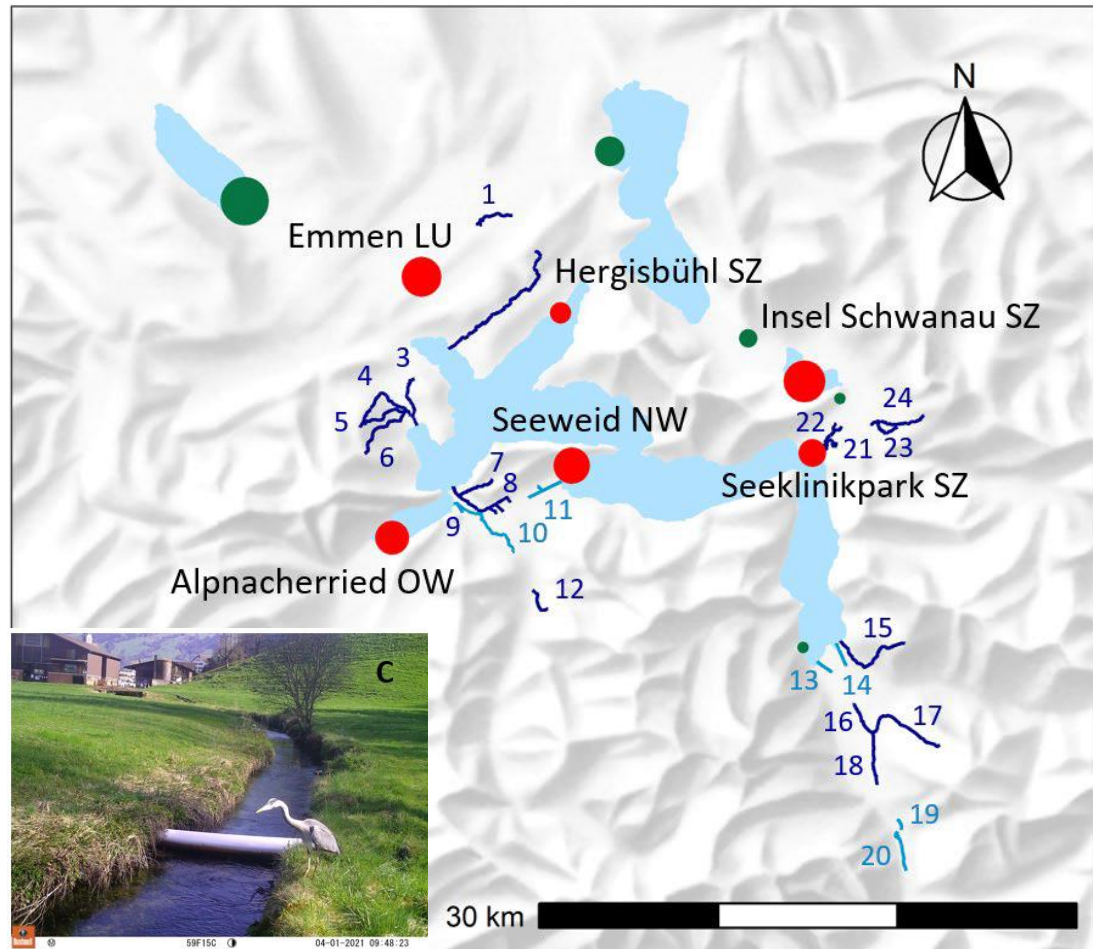 N
1
Emmen LU
Hergisbühl SZ
Insel Schwanau SZ
3
4
5
6
Seeweid NW
24
22
21
23
Seeklinikpark SZ
7
8
9
10
11
Alpnacherried OW
12
15
13
14
16
17
18
19
20
30 km
C
Bushnell
M
59F15C
04-01-2021 09:48:23